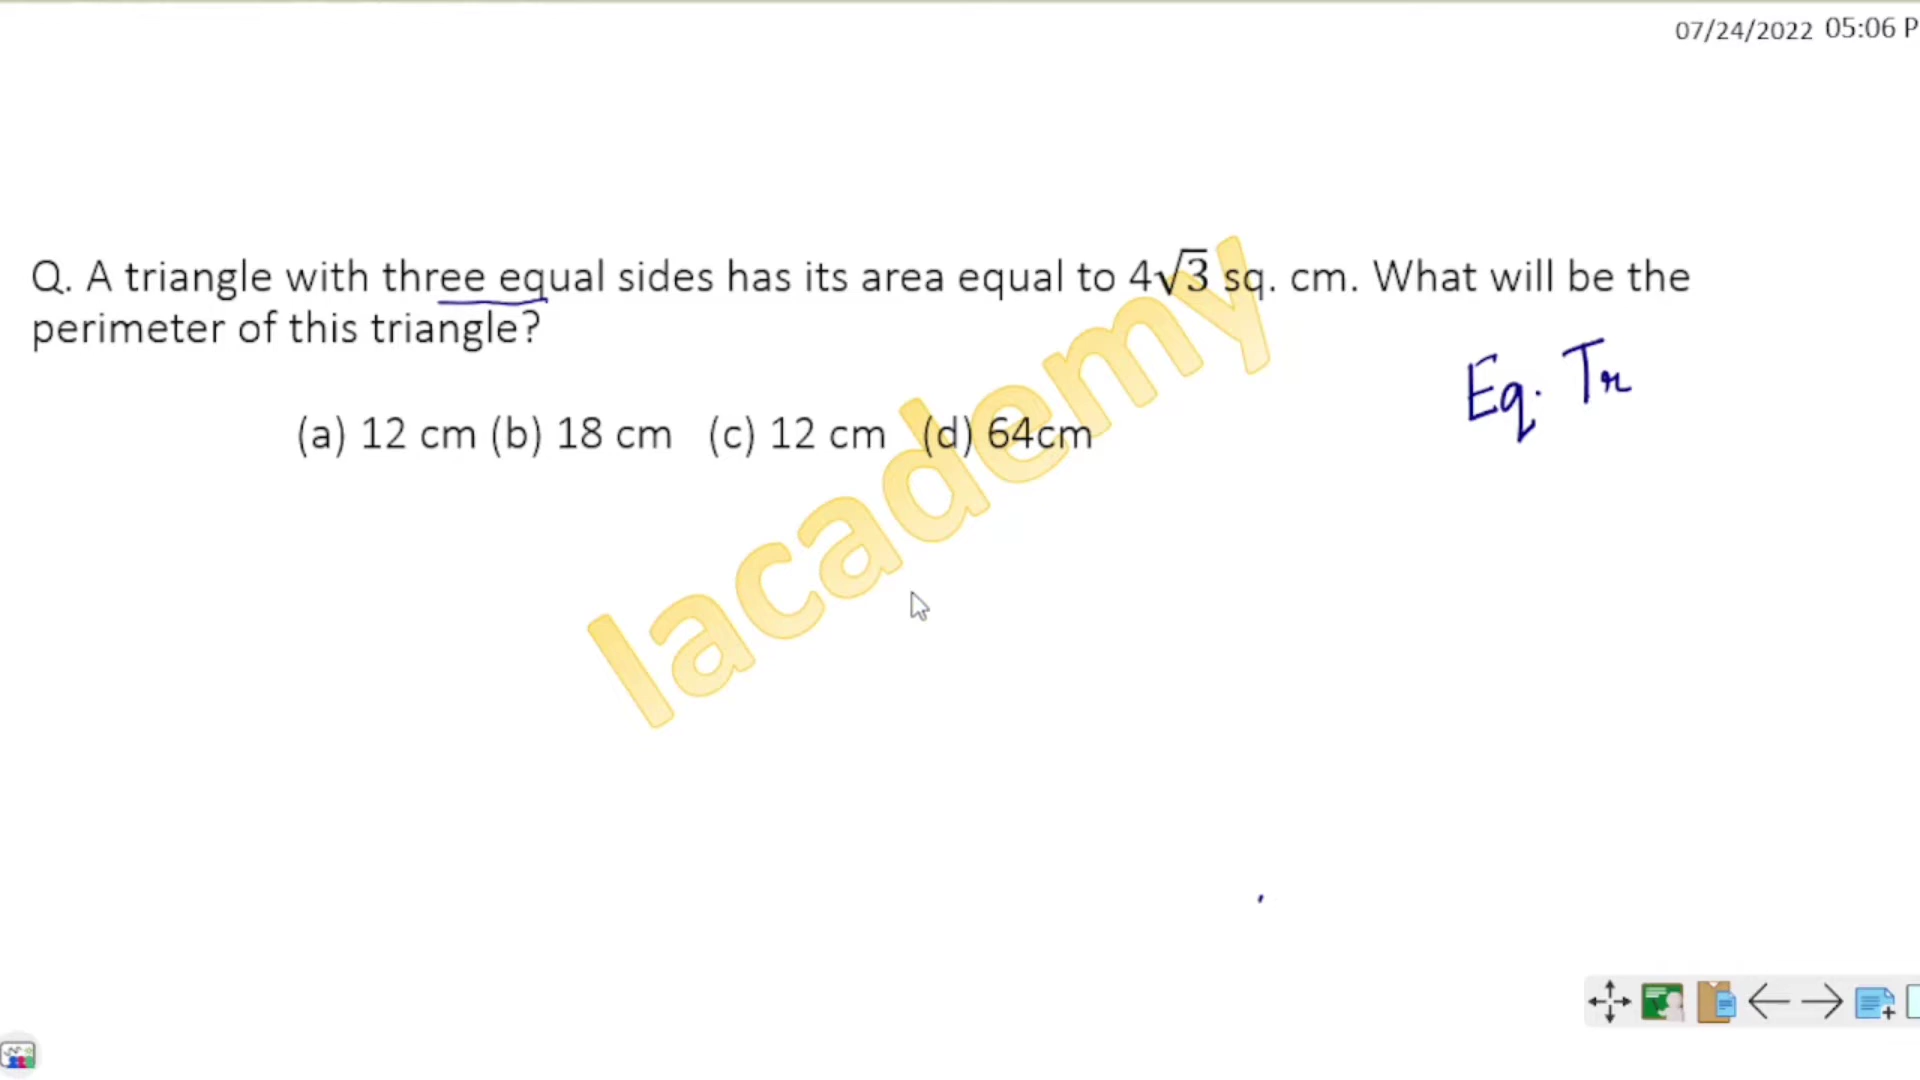 07/24/2022 05:06 P
Q. A triangle with three equal sides has its area equal to 4√3 sq. cm. What will be the
perimeter of this triangle?
Eq. Tr
(a) 12 cm (b) 18 cm (c) 12 cm (d) 64cm
lacademy